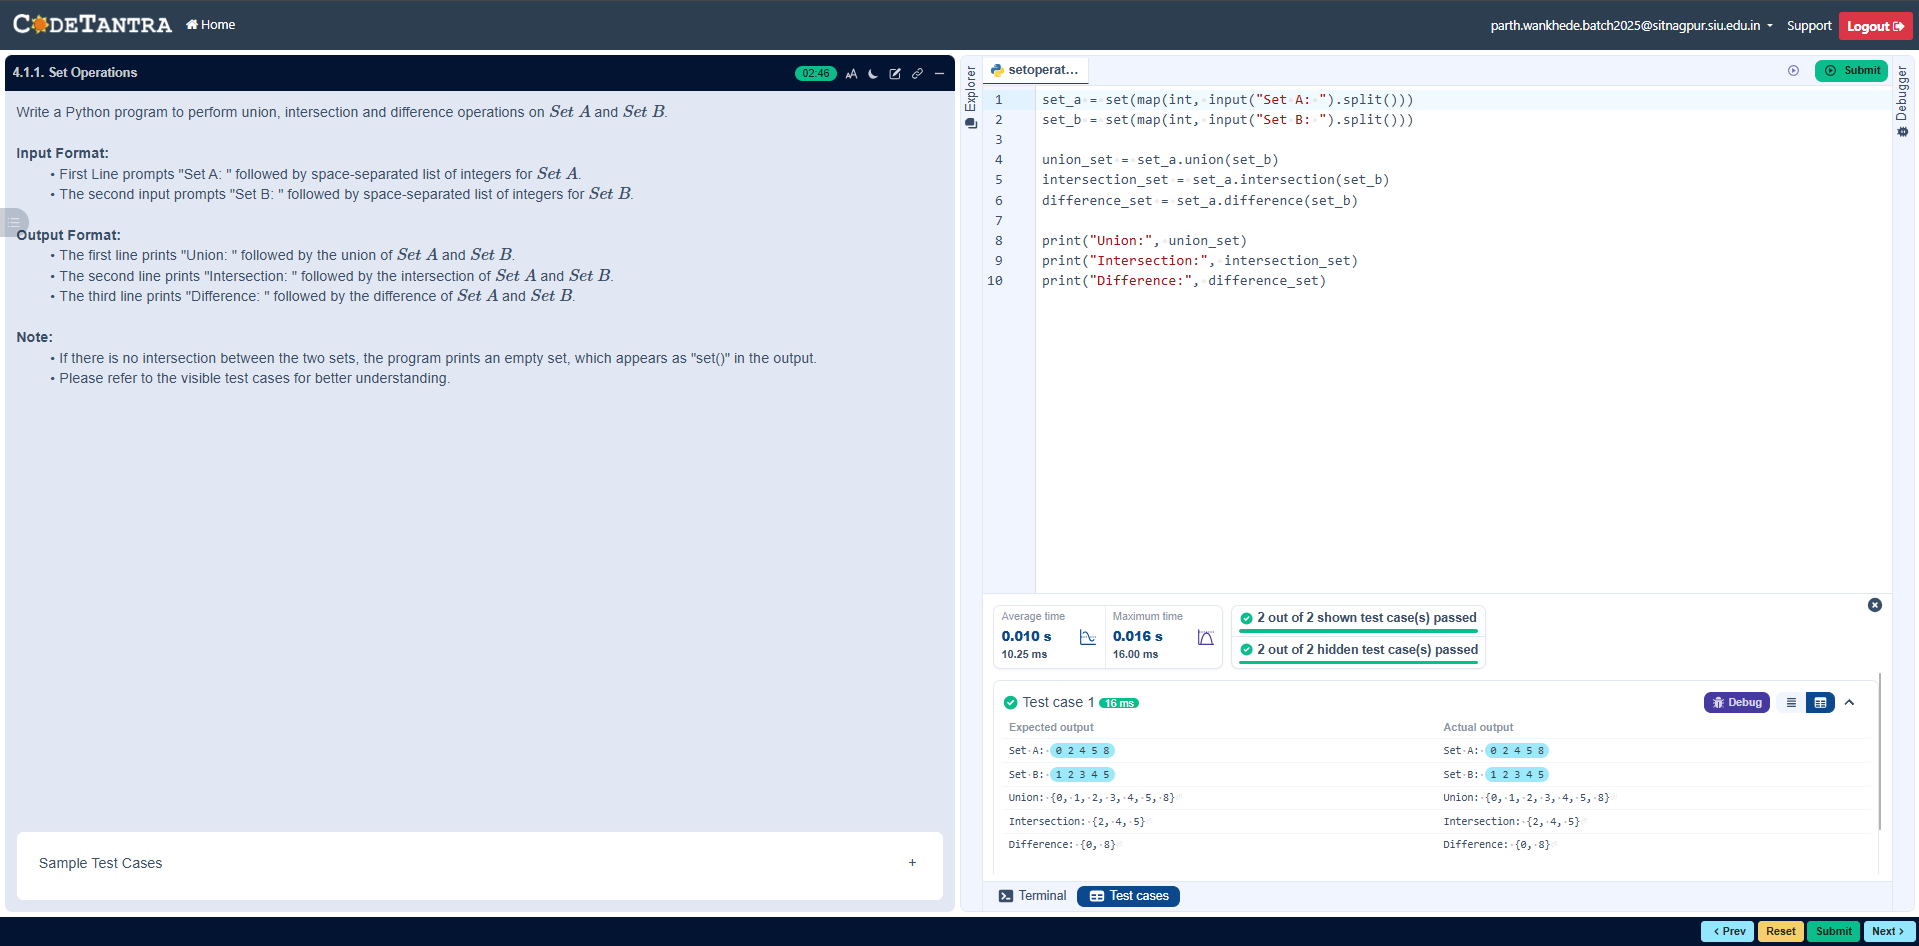 CODETANTRA
Home
parth.wankhede.batch2025@sitnagpur.siu.edu.in
Support
Logout
4.1.1. Set Operations
02:46
Write a Python program to perform union, intersection and difference operations on Set A and Set B.
Input Format:
• First Line prompts "Set A: " followed by space-separated list of integers for Set A.
• The second input prompts "Set B: " followed by space-separated list of integers for Set B.
Output Format:
• The first line prints "Union: " followed by the union of Set A and Set B.
• The second line prints "Intersection: " followed by the intersection of Set A and Set B.
• The third line prints "Difference: " followed by the difference of Set A and Set B.
Note:
• If there is no intersection between the two sets, the program prints an empty set, which appears as "set()" in the output.
• Please refer to the visible test cases for better understanding.
Sample Test Cases
+
Explorer
setoperat...
Submit
Debugger
1 set_a = set(map(int, input("Set A: ").split()))
2 set_b = set(map(int, input("Set B: ").split()))
3
4 union_set = set_a.union(set_b)
5 intersection_set = set_a.intersection(set_b)
6 difference_set = set_a.difference(set_b)
7
8 print("Union:", union_set)
9 print("Intersection:", intersection_set)
10 print("Difference:", difference_set)
Average time
0.010 s
10.25 ms
Maximum time
0.016 s
16.00 ms
2 out of 2 shown test case(s) passed
2 out of 2 hidden test case(s) passed
Test case 1 16 ms
Debug
Expected output
Set·A:· 0 2 4 5 8
Set·B:· 1 2 3 4 5
Union:·{0,·1,·2,·3,·4,·5,·8}
Intersection:·{2,·4,·5}
Difference:·{0,·8}
Actual output
Set·A:· 0 2 4 5 8
Set·B:· 1 2 3 4 5
Union:·{0,·1,·2,·3,·4,·5,·8}
Intersection:·{2,·4,·5}
Difference:·{0,·8}
Terminal
Test cases
< Prev
Reset
Submit
Next >